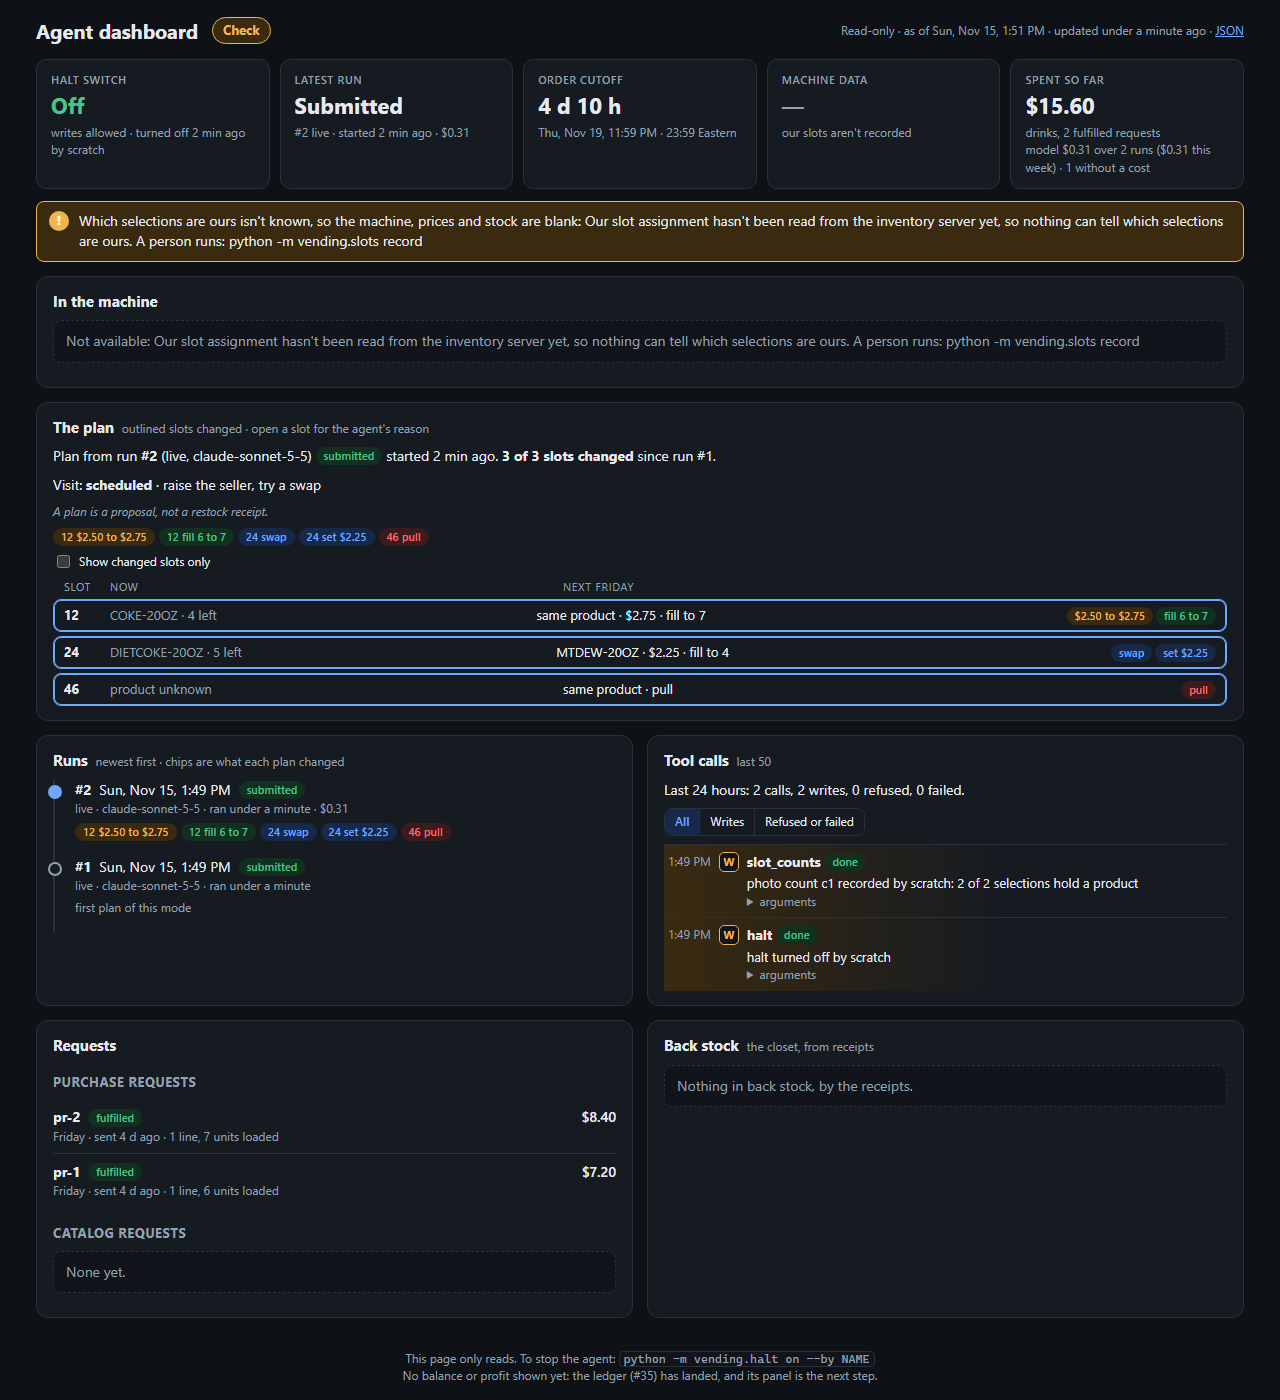 Agent dashboard Check
Read-only · as of Sun, Nov 15, 1:51 PM · updated under a minute ago · JSON
HALT SWITCH
Off
writes allowed · turned off 2 min ago
by scratch
LATEST RUN
Submitted
#2 live · started 2 min ago · $0.31
ORDER CUTOFF
4 d 10 h
Thu, Nov 19, 11:59 PM · 23:59 Eastern
MACHINE DATA
—
our slots aren't recorded
SPENT SO FAR
$15.60
drinks, 2 fulfilled requests
model $0.31 over 2 runs ($0.31 this
week) · 1 without a cost
! Which selections are ours isn't known, so the machine, prices and stock are blank: Our slot assignment hasn't been read from the inventory server yet, so nothing can tell which selections
are ours. A person runs: python -m vending.slots record
In the machine
Not available: Our slot assignment hasn't been read from the inventory server yet, so nothing can tell which selections are ours. A person runs: python -m vending.slots record
The plan outlined slots changed · open a slot for the agent's reason
Plan from run #2 (live, claude-sonnet-5-5) submitted started 2 min ago. 3 of 3 slots changed since run #1.
Visit: scheduled · raise the seller, try a swap
A plan is a proposal, not a restock receipt.
12 $2.50 to $2.75 12 fill 6 to 7 24 swap 24 set $2.25 46 pull
Show changed slots only
SLOT NOW NEXT FRIDAY
12 COKE-20OZ · 4 left same product · $2.75 · fill to 7 $2.50 to $2.75 fill 6 to 7
24 DIETCOKE-20OZ · 5 left MTDEW-20OZ · $2.25 · fill to 4 swap set $2.25
46 product unknown same product · pull pull
Runs newest first · chips are what each plan changed
#2 Sun, Nov 15, 1:49 PM submitted
live · claude-sonnet-5-5 · ran under a minute · $0.31
12 $2.50 to $2.75 12 fill 6 to 7 24 swap 24 set $2.25 46 pull
#1 Sun, Nov 15, 1:49 PM submitted
live · claude-sonnet-5-5 · ran under a minute
first plan of this mode
Tool calls last 50
Last 24 hours: 2 calls, 2 writes, 0 refused, 0 failed.
All Writes Refused or failed
1:49 PM W slot_counts done
photo count c1 recorded by scratch: 2 of 2 selections hold a product
arguments
1:49 PM W halt done
halt turned off by scratch
arguments
Requests
PURCHASE REQUESTS
pr-2 fulfilled $8.40
Friday · sent 4 d ago · 1 line, 7 units loaded
pr-1 fulfilled $7.20
Friday · sent 4 d ago · 1 line, 6 units loaded
CATALOG REQUESTS
None yet.
Back stock the closet, from receipts
Nothing in back stock, by the receipts.
This page only reads. To stop the agent: python -m vending.halt on --by NAME
No balance or profit shown yet: the ledger (#35) has landed, and its panel is the next step.